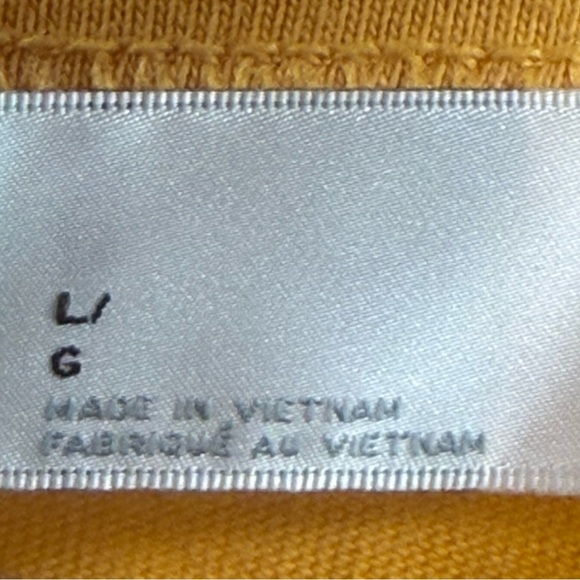 L/
G
MADE IN VIETNAM
FABRIQUÉ AU VIETNAM